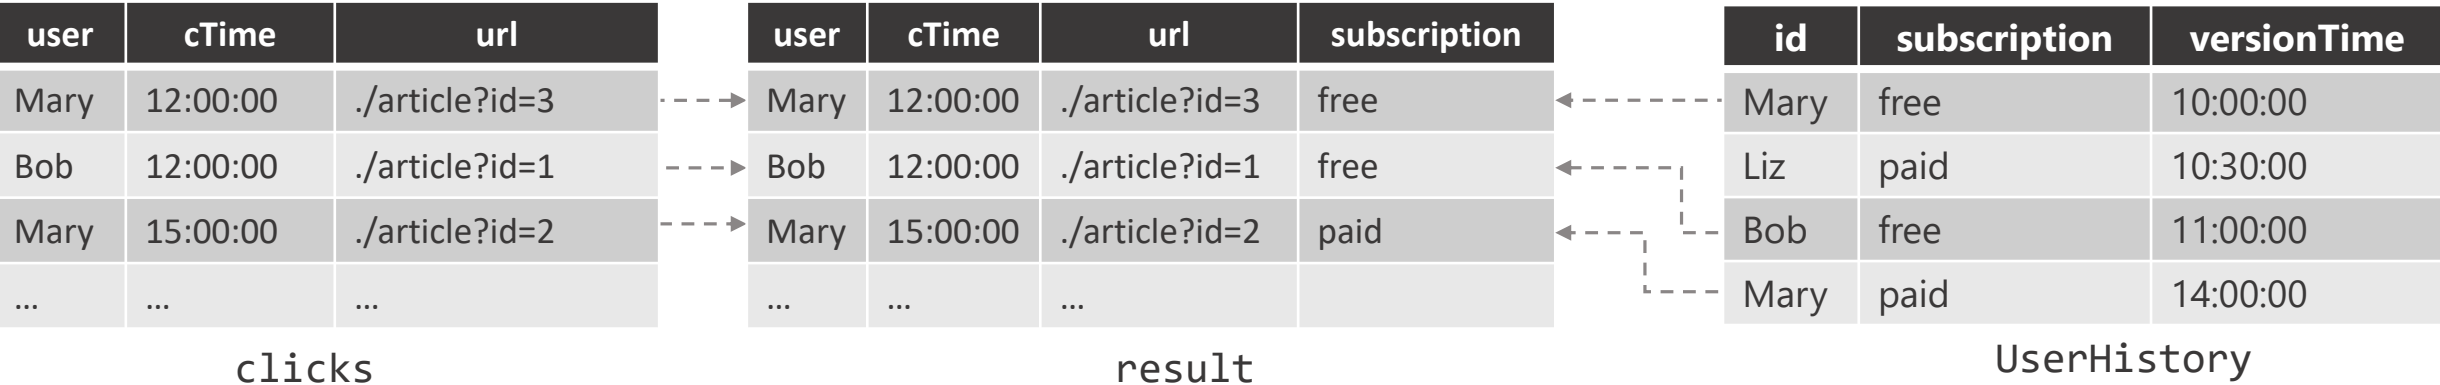 user cTime url
Mary 12:00:00 ./article?id=3
Bob 12:00:00 ./article?id=1
Mary 15:00:00 ./article?id=2
... ... ...
clicks
user cTime url subscription
Mary 12:00:00 ./article?id=3 free
Bob 12:00:00 ./article?id=1 free
Mary 15:00:00 ./article?id=2 paid
... ... ...
result
id subscription versionTime
Mary free 10:00:00
Liz paid 10:30:00
Bob free 11:00:00
Mary paid 14:00:00
UserHistory